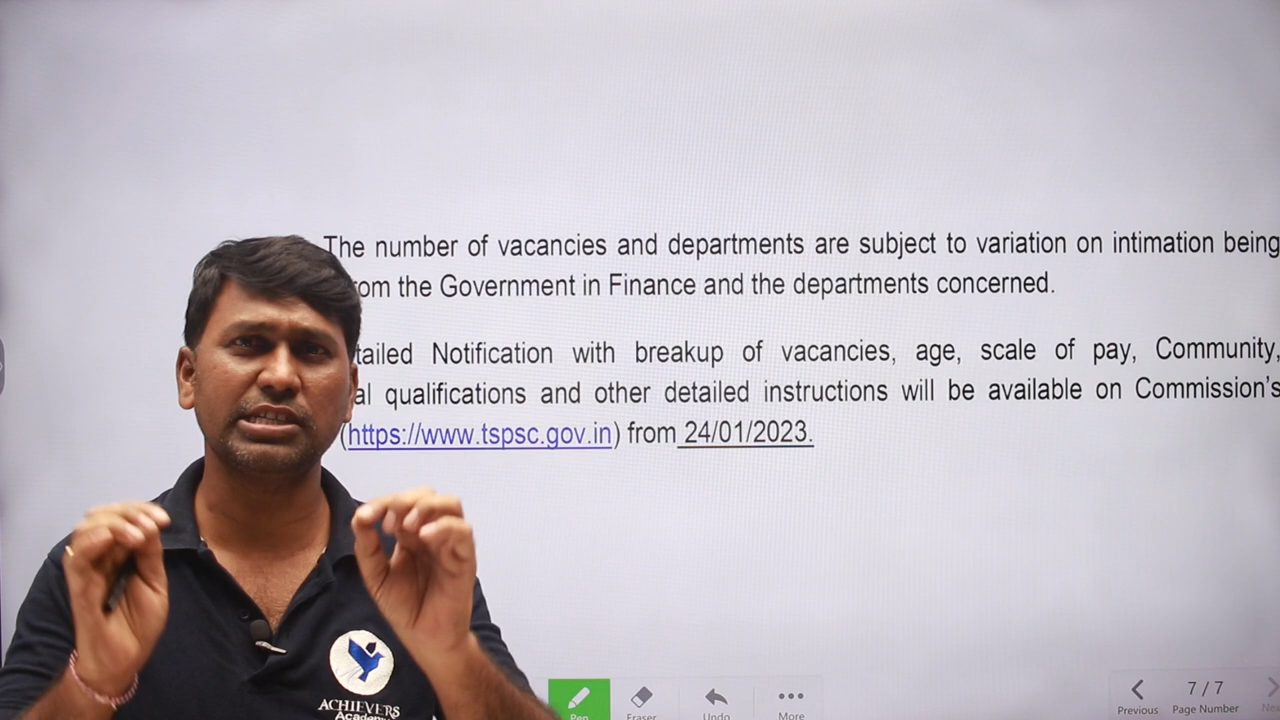 The number of vacancies and departments are subject to variation on intimation being
from the Government in Finance and the departments concerned.
tailed Notification with breakup of vacancies, age, scale of pay, Community,
al qualifications and other detailed instructions will be available on Commission's
(https://www.tspsc.gov.in) from 24/01/2023.
ACHIEVERS
Academy
Pen
Eraser
Undo
More
Previous
7/7
Page Number